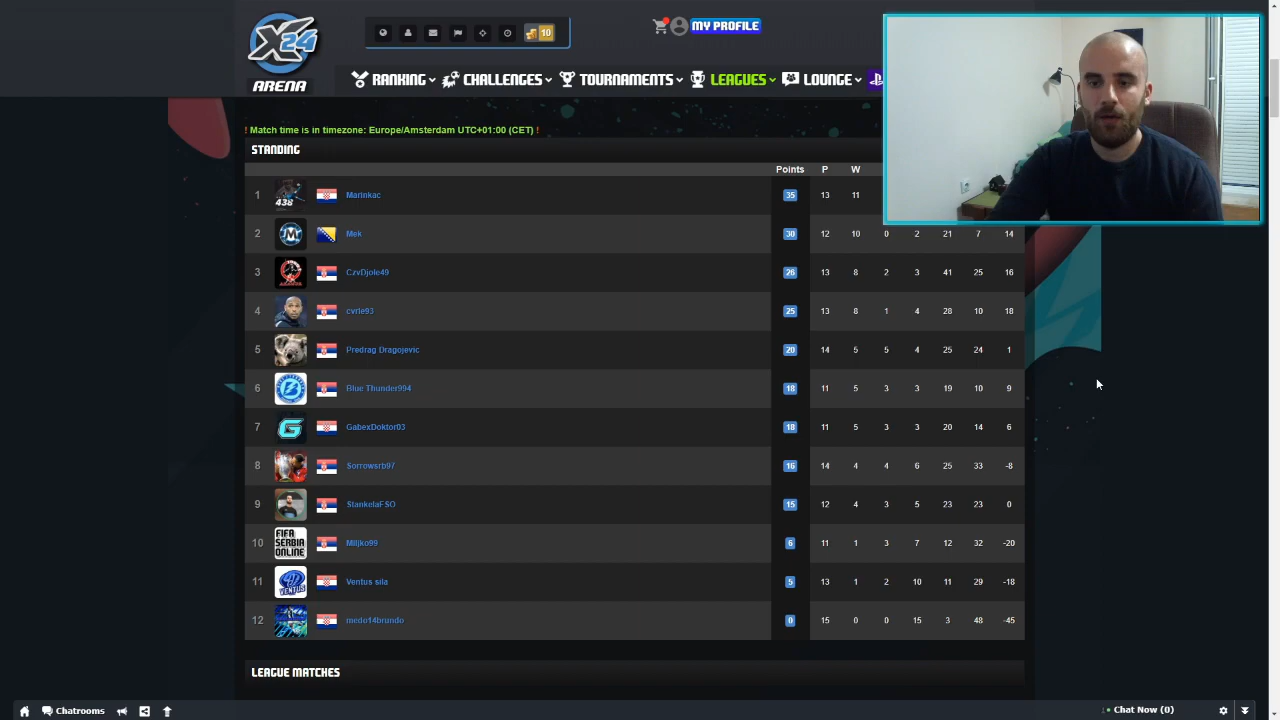 X24
ARENA
10
MY PROFILE
RANKING
CHALLENGES
TOURNAMENTS
LEAGUES
LOUNGE
! Match time is in timezone: Europe/Amsterdam UTC+01:00 (CET) !
STANDING
Points P W
1 438 Marinkac 35 13 11
2 M Mek 30 12 10 0 2 21 7 14
3 CzvDjole49 26 13 8 2 3 41 25 16
4 cvrle93 25 13 8 1 4 28 10 18
5 Predrag Dragojevic 20 14 5 5 4 25 24 1
6 Blue Thunder994 18 11 5 3 3 19 10 9
7 G GabexDoktor03 18 11 5 3 3 20 14 6
8 Sorrowsrb97 16 14 4 4 6 25 33 -8
9 StankelaFSO 15 12 4 3 5 23 23 0
10 FIFA SERBIA ONLINE Miljko99 6 11 1 3 7 12 32 -20
11 VENTUS Ventus sila 5 13 1 2 10 11 29 -18
12 medo14brundo 0 15 0 0 15 3 48 -45
LEAGUE MATCHES
Chatrooms
Chat Now (0)